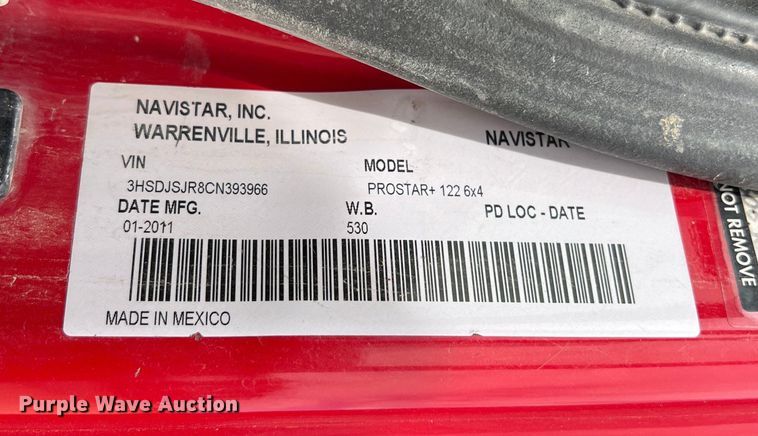 NAVISTAR, INC.
WARRENVILLE, ILLINOIS NAVISTAR
VIN MODEL
3HSDJSJR8CN393966 PROSTAR+ 122 6x4
DATE MFG. W.B. PD LOC - DATE
01-2011 530
MADE IN MEXICO
NOT REMOVE
Purple Wave Auction